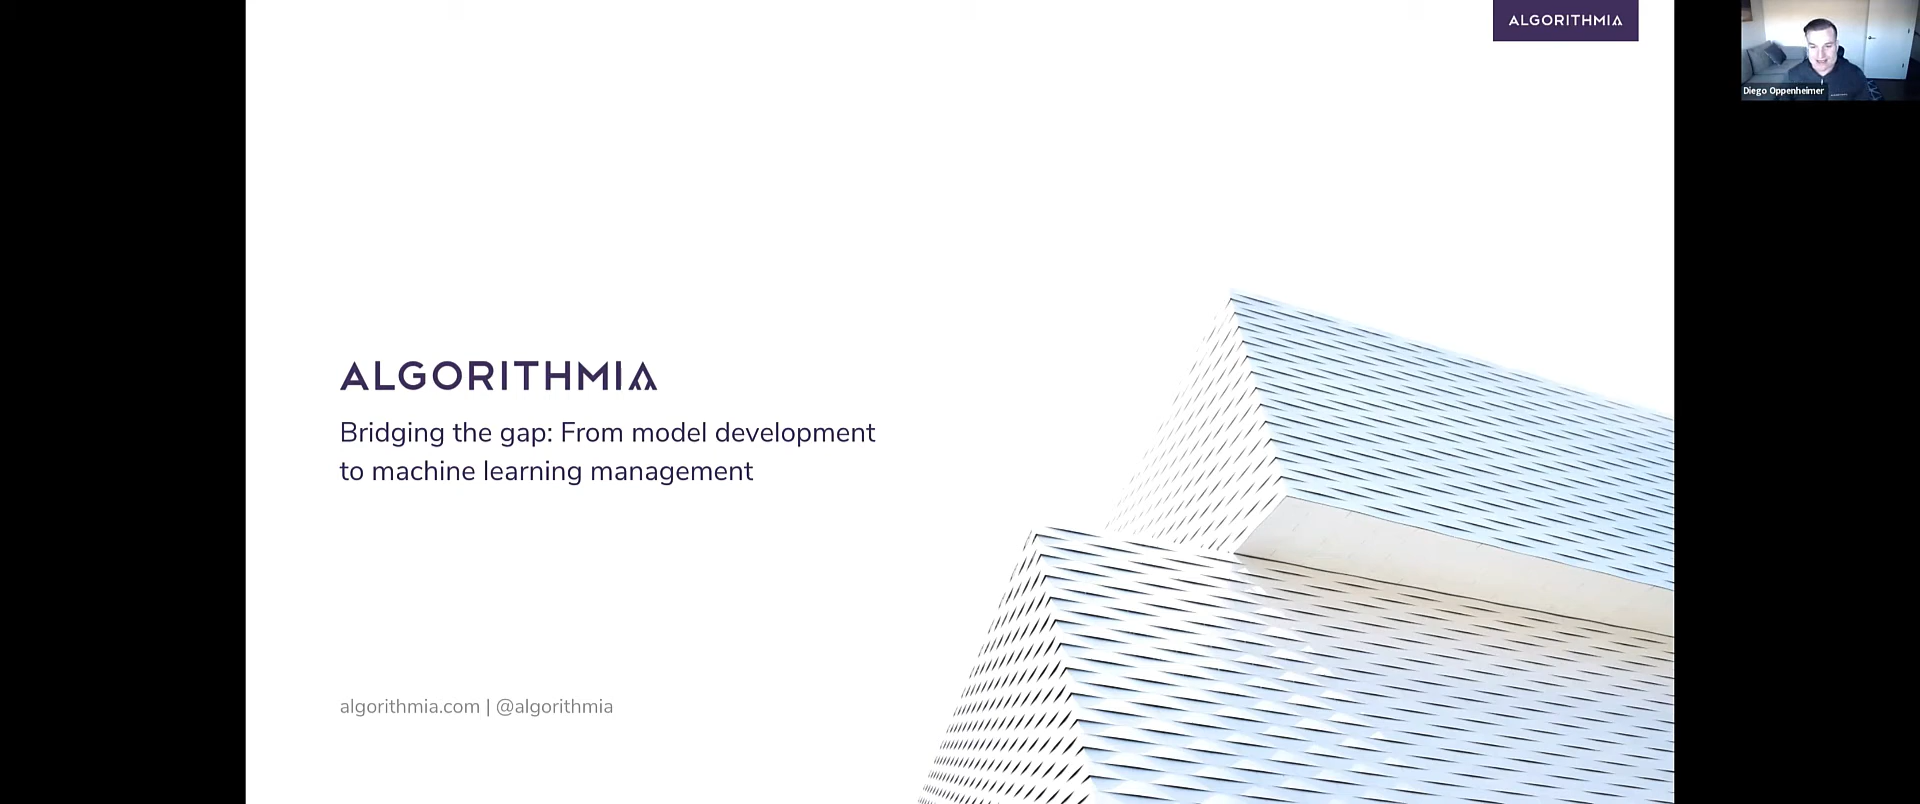 ALGORITHMIA
Diego Oppenheimer
ALGORITHMIA
Bridging the gap: From model development
to machine learning management
algorithmia.com | @algorithmia